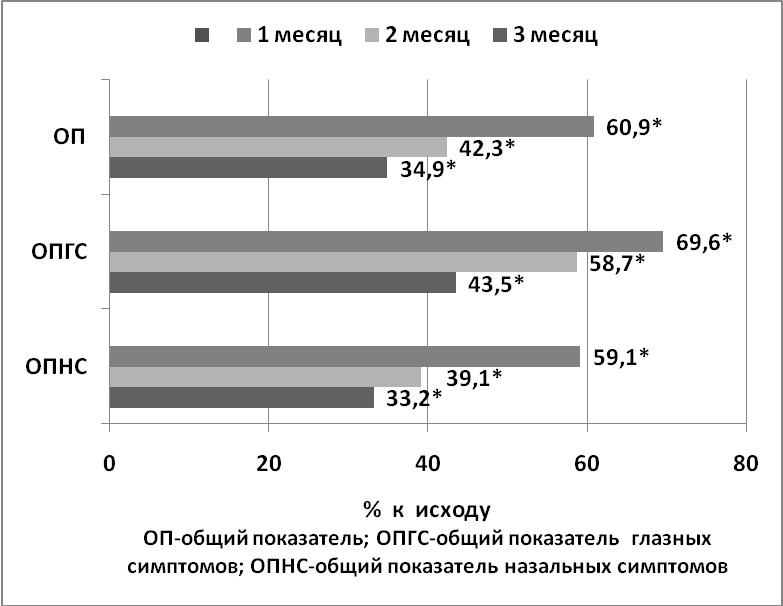 1 месяц 2 месяц 3 месяц
ОП
60,9*
42,3*
34,9*
ОПГС
69,6*
58,7*
43,5*
ОПНС
59,1*
39,1*
33,2*
0 20 40 60 80
% к исходу
ОП-общий показатель; ОПГС-общий показатель глазных
симптомов; ОПНС-общий показатель назальных симптомов